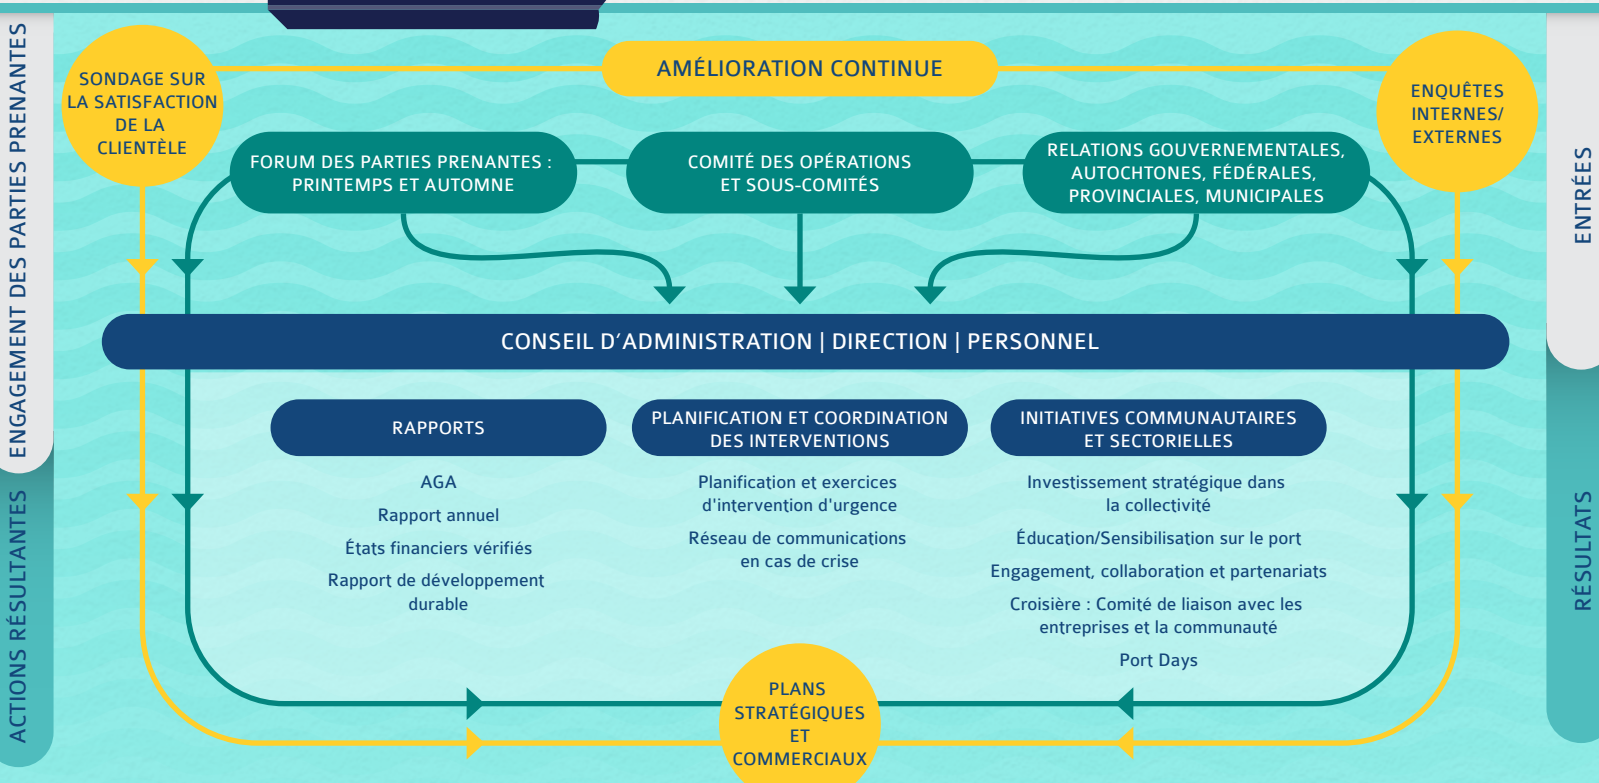 ENGAGEMENT DES PARTIES PRENANTES
ACTIONS RÉSULTANTES
SONDAGE SUR
LA SATISFACTION
DE LA
CLIENTÈLE
AMÉLIORATION CONTINUE
ENQUÊTES
INTERNES/
EXTERNES
FORUM DES PARTIES PRENANTES :
PRINTEMPS ET AUTOMNE
COMITÉ DES OPÉRATIONS
ET SOUS-COMITÉS
RELATIONS GOUVERNEMENTALES,
AUTOCHTONES, FÉDÉRALES,
PROVINCIALES, MUNICIPALES
CONSEIL D'ADMINISTRATION | DIRECTION | PERSONNEL
RAPPORTS
AGA
Rapport annuel
États financiers vérifiés
Rapport de développement
durable
PLANIFICATION ET COORDINATION
DES INTERVENTIONS
Planification et exercices
d'intervention d'urgence
Réseau de communications
en cas de crise
INITIATIVES COMMUNAUTAIRES
ET SECTORIELLES
Investissement stratégique dans
la collectivité
Éducation/Sensibilisation sur le port
Engagement, collaboration et partenariats
Croisière : Comité de liaison avec les
entreprises et la communauté
Port Days
PLANS
STRATÉGIQUES
ET
COMMERCIAUX
ENTRÉES
RÉSULTATS